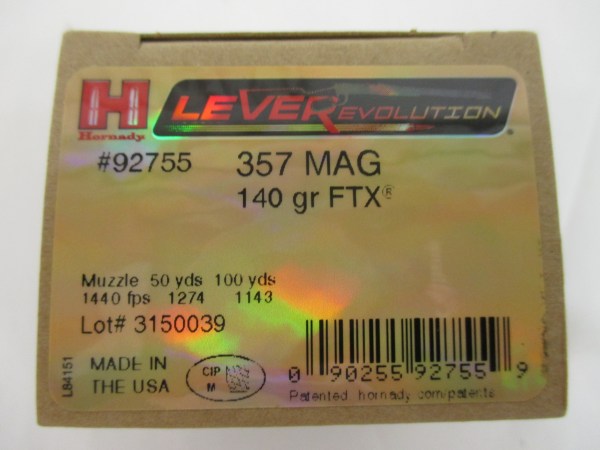 H LEVEREVOLUTION
Hornady
#92755 357 MAG
140 gr FTX®
Muzzle 50 yds 100 yds
1440 fps 1274 1143
Lot# 3150039
L84151
MADE IN
THE USA
CIP
M
0 90255 92755 9
Patented hornady.com/patents